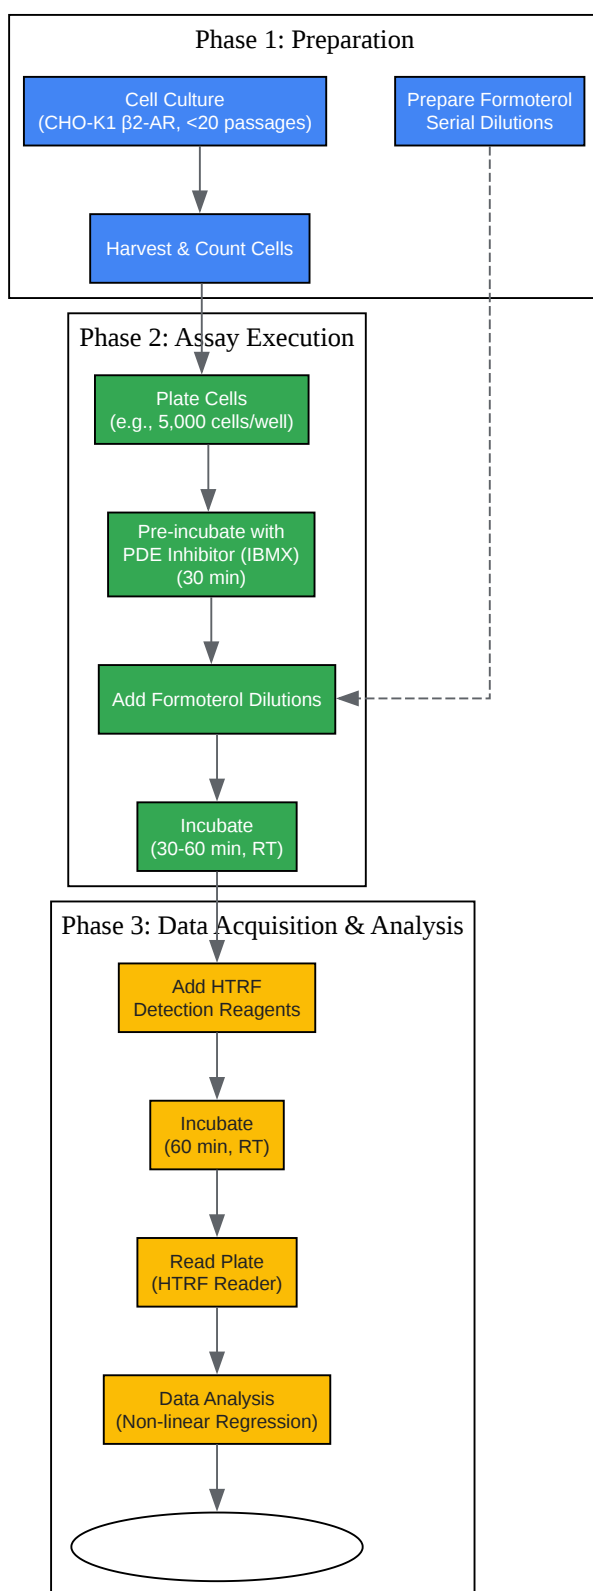 Phase 1: Preparation
Cell Culture
(CHO-K1 β2-AR, <20 passages)
Prepare Formoterol
Serial Dilutions
Harvest & Count Cells
Phase 2: Assay Execution
Plate Cells
(e.g., 5,000 cells/well)
Pre-incubate with
PDE Inhibitor (IBMX)
(30 min)
Add Formoterol Dilutions
Incubate
(30-60 min, RT)
Phase 3: Data Acquisition & Analysis
Add HTRF
Detection Reagents
Incubate
(60 min, RT)
Read Plate
(HTRF Reader)
Data Analysis
(Non-linear Regression)